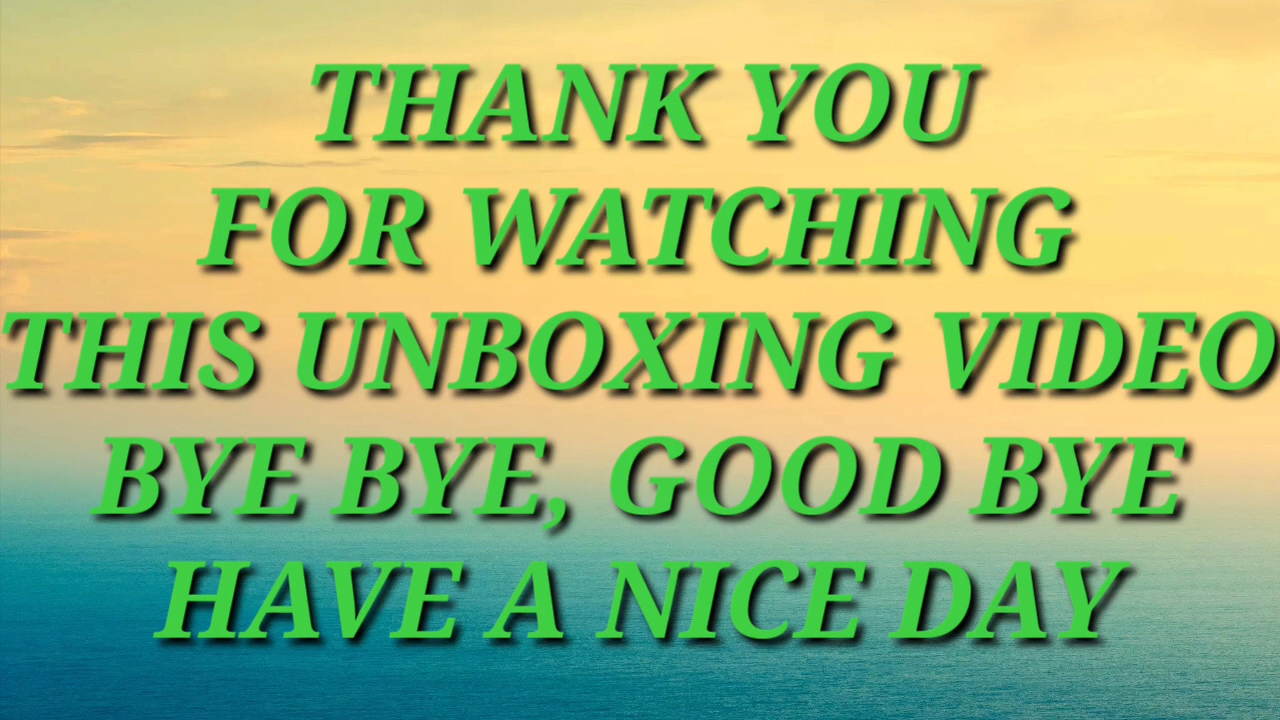 THANK YOU
FOR WATCHING
THIS UNBOXING VIDEO
BYE BYE, GOOD BYE
HAVE A NICE DAY